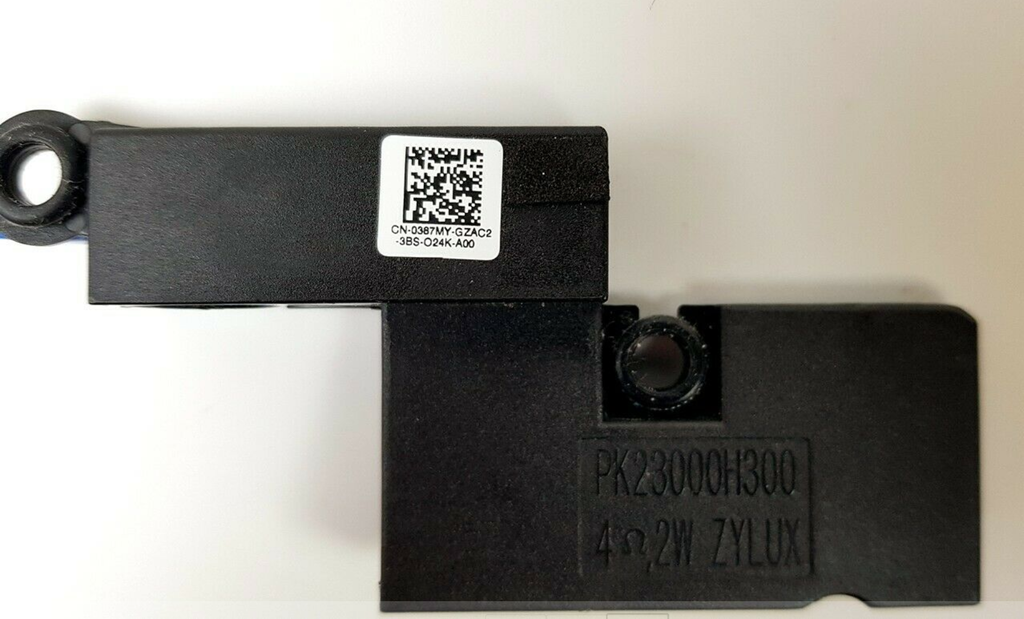 CN-0387MY-GZAC2
-3BS-O24K-A00
PK23000H300
4Ω,2W ZYLUX